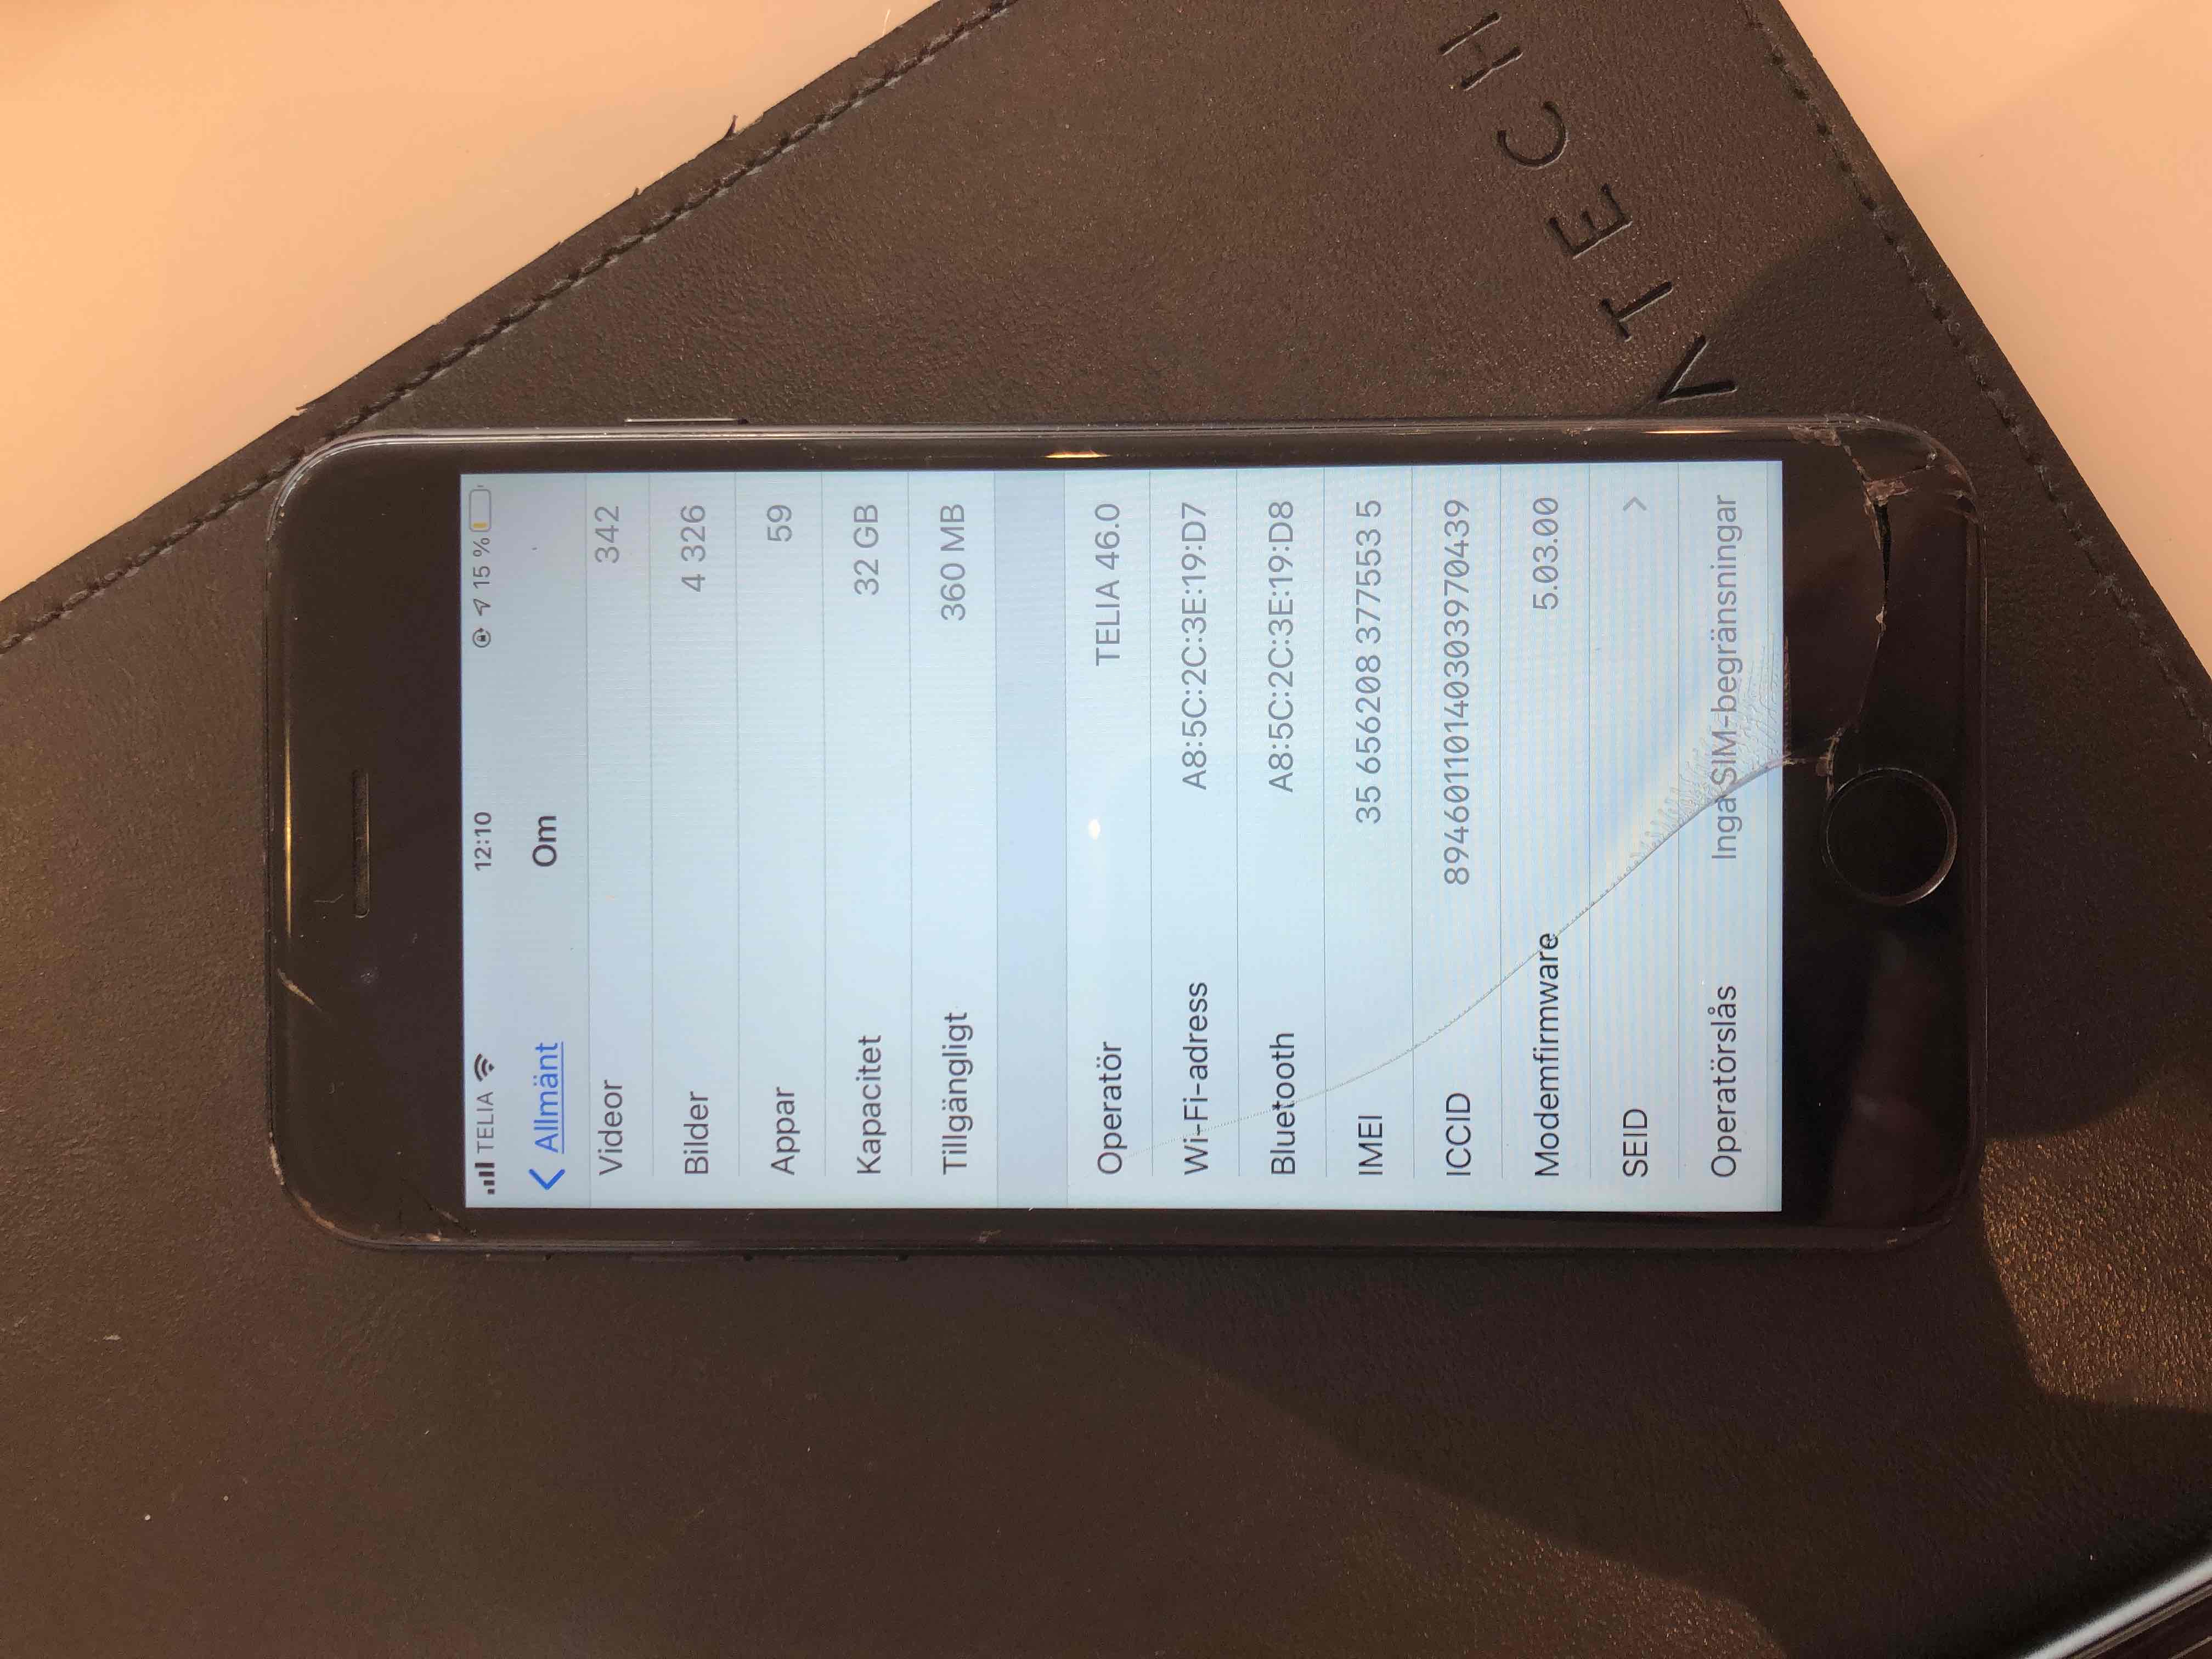 TELIA 12:10 15 %
Allmänt Om
Videor 342
Bilder 4 326
Appar 59
Kapacitet 32 GB
Tillgängligt 360 MB
Operatör TELIA 46.0
Wi-Fi-adress A8:5C:2C:3E:19:D7
Bluetooth A8:5C:2C:3E:19:D8
IMEI 35 656208 377553 5
ICCID 89460110140303970439
Modemfirmware 5.03.00
SEID
Operatörslås Inga SIM-begränsningar
ATECH